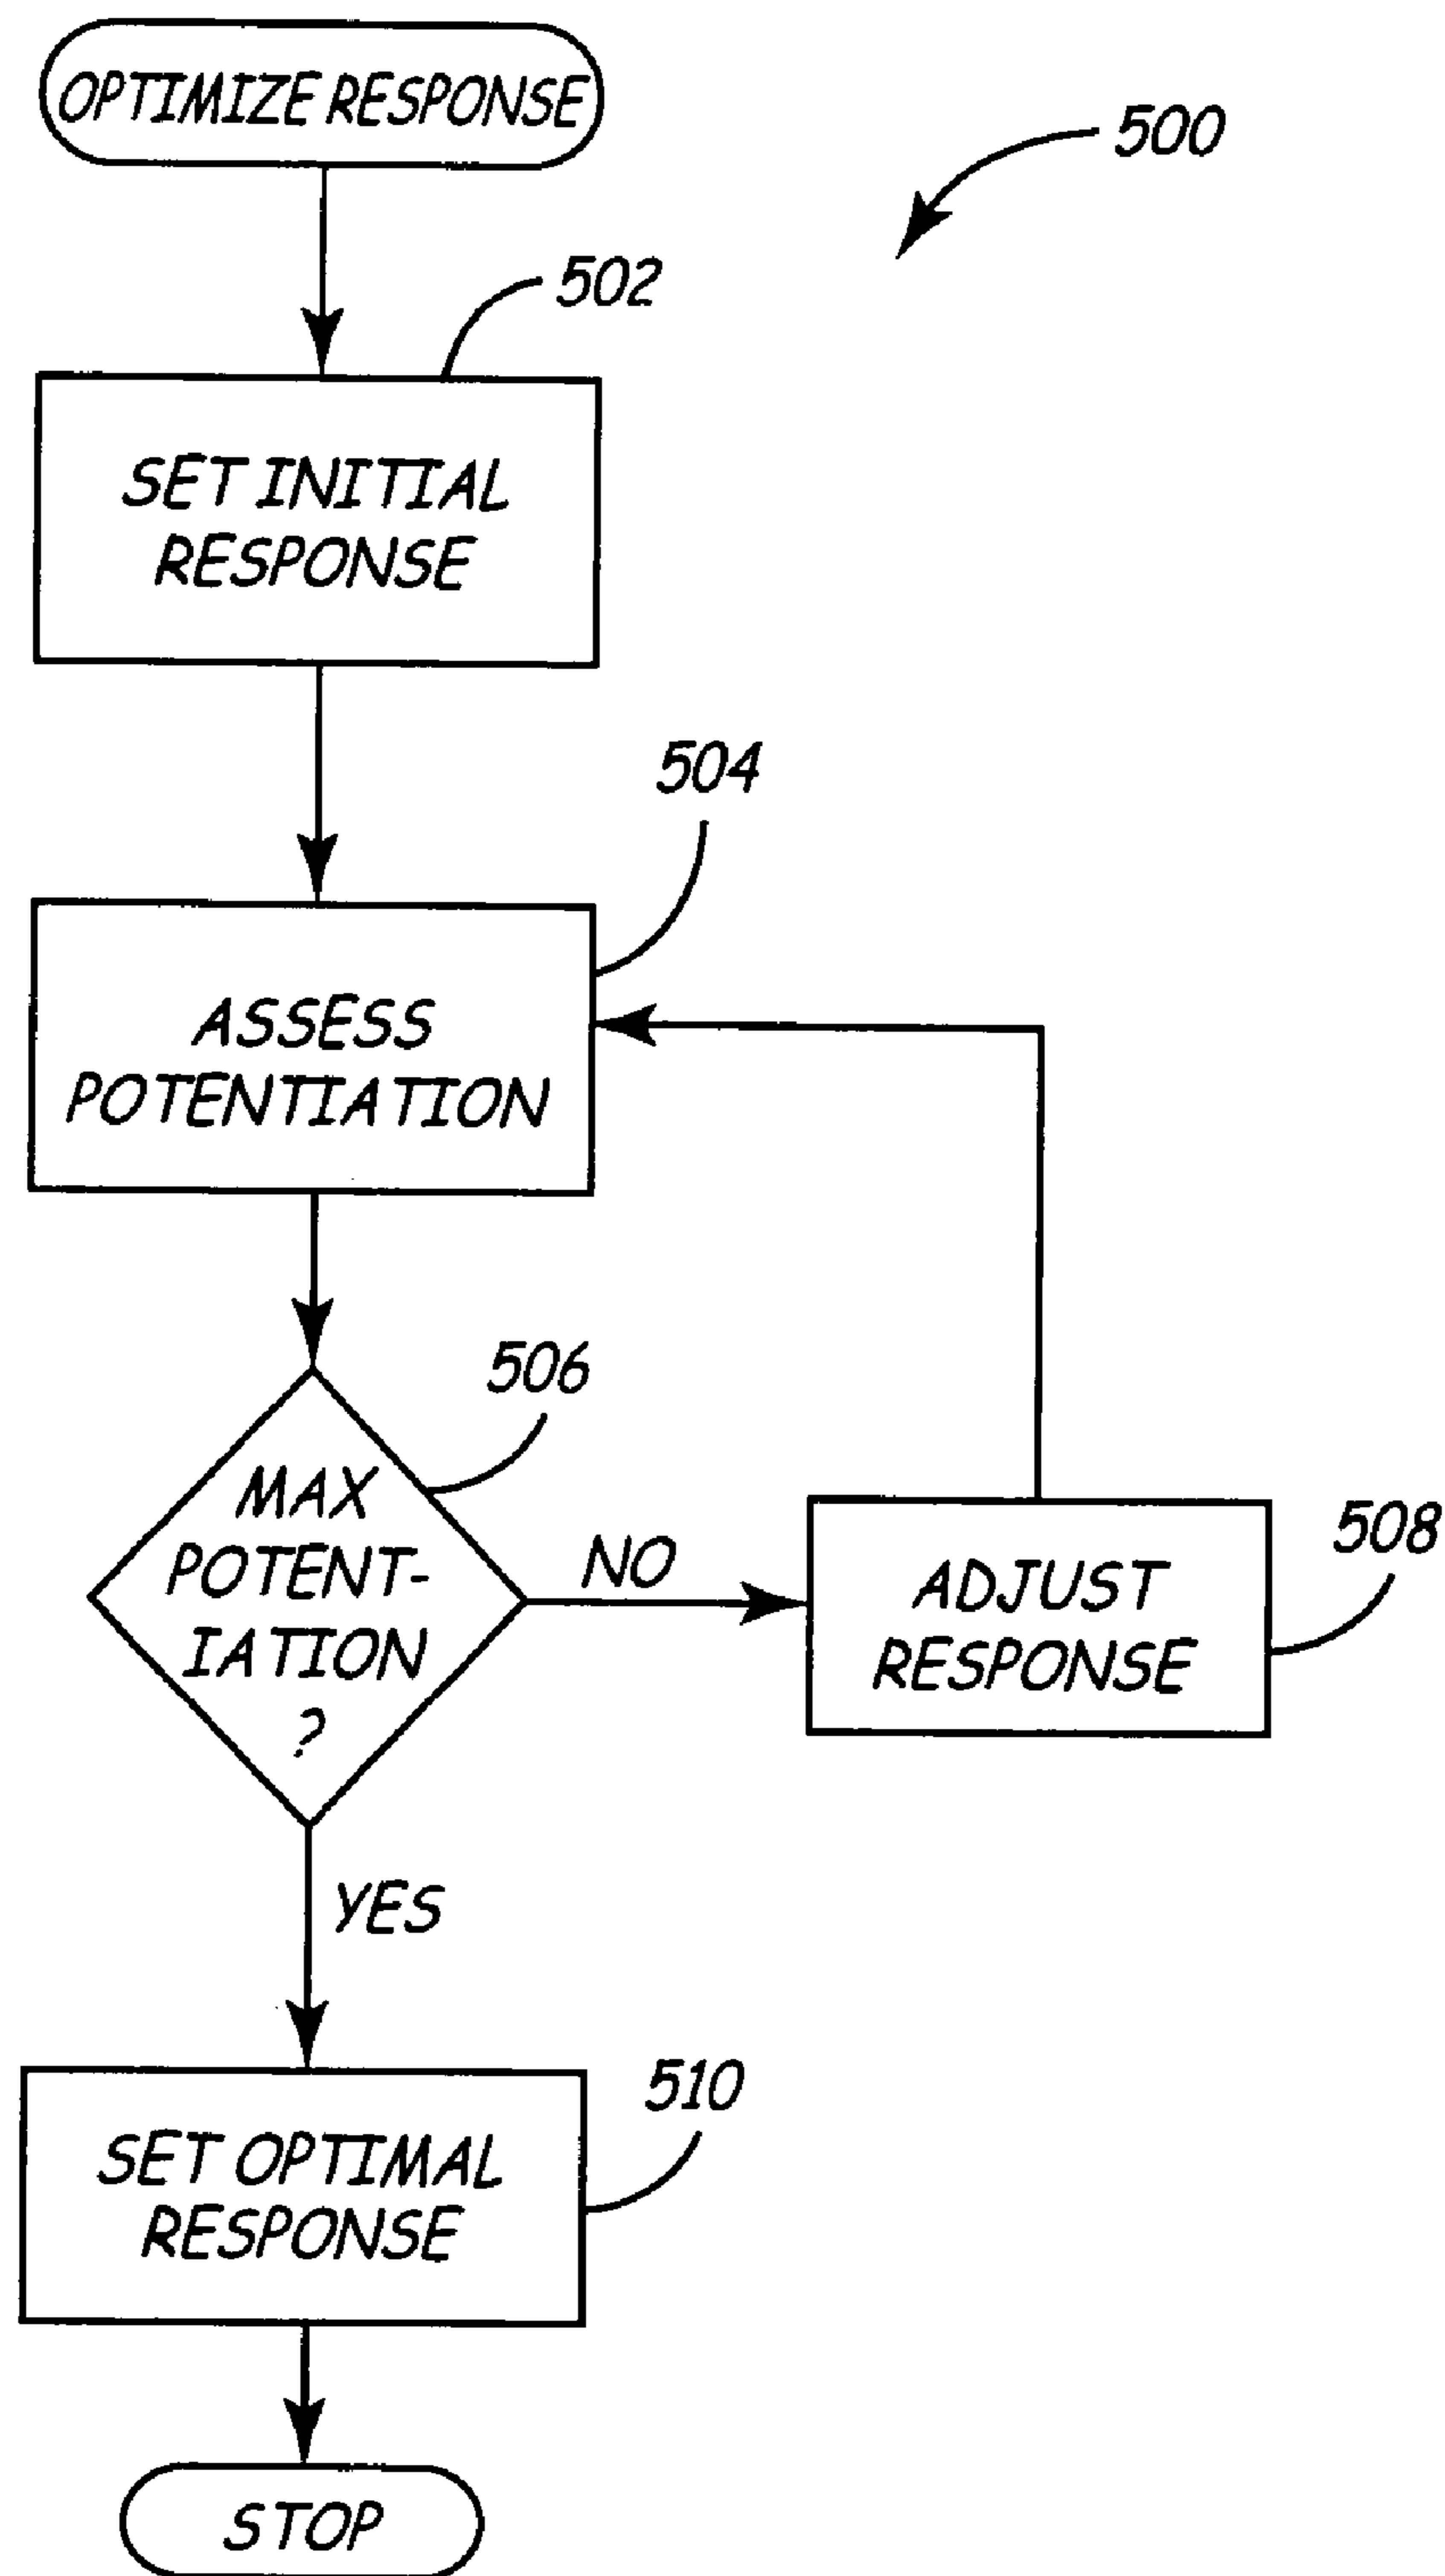 OPTIMIZE RESPONSE
500
502
SET INITIAL
RESPONSE
504
ASSESS
POTENTIATION
506
MAX
POTENT-
IATION
?
NO
508
ADJUST
RESPONSE
YES
510
SET OPTIMAL
RESPONSE
STOP